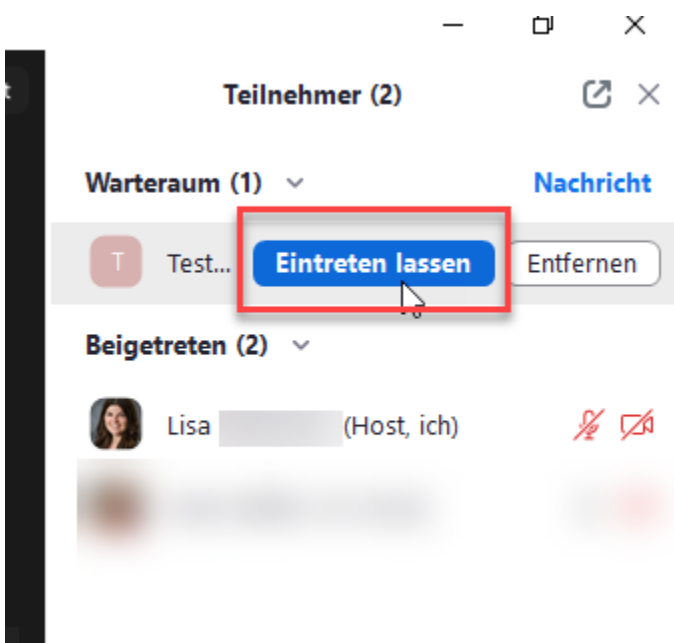 t
Teilnehmer (2)
Warteraum (1) Nachricht
T Test... Eintreten lassen Entfernen
Beigetreten (2)
Lisa (Host, ich)